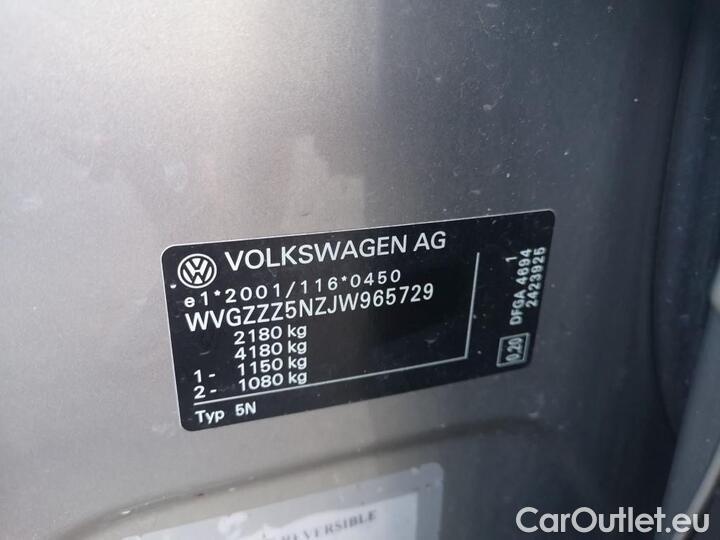 VOLKSWAGEN AG
e1*2001/116*0450
WVGZZZ5NZJW965729
2180 kg
4180 kg
1- 1150 kg
2- 1080 kg
Typ 5N
1
DFGA 4694
2423925
0.20
REVERSIBLE
CarOutlet.eu